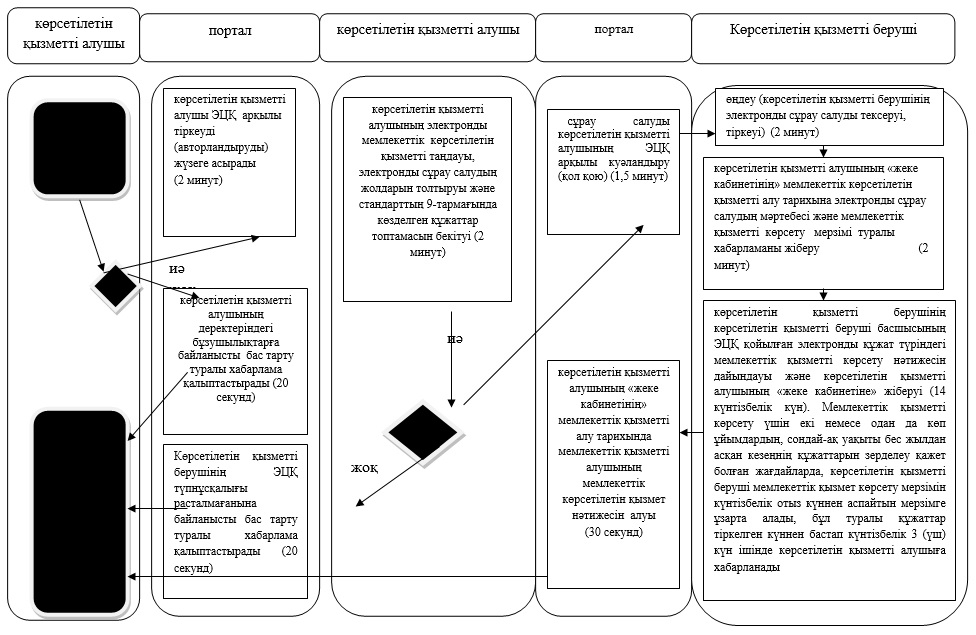 көрсетілетін
қызметті алушы
портал
көрсетілетін қызметті алушы
портал
Көрсетілетін қызметті беруші
көрсетілетін қызметті
алушы ЭЦҚ арқылы
тіркеуді
(авторландыруды)
жүзеге асырады
(2 минут)
иә
көрсетілетін қызметті
алушының
деректеріндегі
бұзушылықтарға
байланысты бас тарту
туралы хабарлама
қалыптастырады (20
секунд)
Көрсетілетін қызметті
берушінің ЭЦҚ
түпнұсқалығы
расталмағанына
байланысты бас тарту
туралы хабарлама
қалыптастырады (20
секунд)
көрсетілетін қызметті
алушының электронды
мемлекеттік көрсетілетін
қызметті таңдауы,
электронды сұрау салудың
жолдарын толтыруы және
стандарттың 9-тармағында
көзделген құжаттар
топтамасын бекітуі (2
минут)
иә
жоқ
сұрау салуды
көрсетілетін қызметті
алушының ЭЦҚ
арқылы куәландыру
(қол қою) (1,5 минут)
көрсетілетін қызметті
алушының «жеке
кабинетінің»
мемлекеттік қызметті
алу тарихында
мемлекеттік қызметті
алушының
мемлекеттік
көрсетілетін қызмет
нәтижесін алуы
(30 секунд)
өңдеу (көрсетілетін қызметті берушінің
электронды сұрау салуды тексеруі,
тіркеуі) (2 минут)
көрсетілетін қызметті алушының «жеке
кабинетінің» мемлекеттік көрсетілетін
қызметті алу тарихына электронды сұрау
салудың мәртебесі және мемлекеттік
қызметті көрсету мерзімі туралы
хабарламаны жіберу (2
минут)
көрсетілетін қызметті берушінің
көрсетілетін қызметті беруші басшысының
ЭЦҚ қойылған электронды құжат түріндегі
мемлекеттік қызметті көрсету нәтижесін
дайындауы және көрсетілетін қызметті
алушының «жеке кабинетіне» жіберуі (14
күнтізбелік күн). Мемлекеттік қызметті
көрсету үшін екі немесе одан да көп
ұйымдардың, сондай-ақ уақыты бес жылдан
асқан кезеңнің құжаттарын зерделеу қажет
болған жағдайларда, көрсетілетін қызметті
беруші мемлекеттік қызмет көрсету мерзімін
күнтізбелік отыз күннен аспайтын мерзімге
ұзарта алады, бұл туралы құжаттар
тіркелген күннен бастап күнтізбелік 3 (үш)
күн ішінде көрсетілетін қызметті алушыға
хабарланады